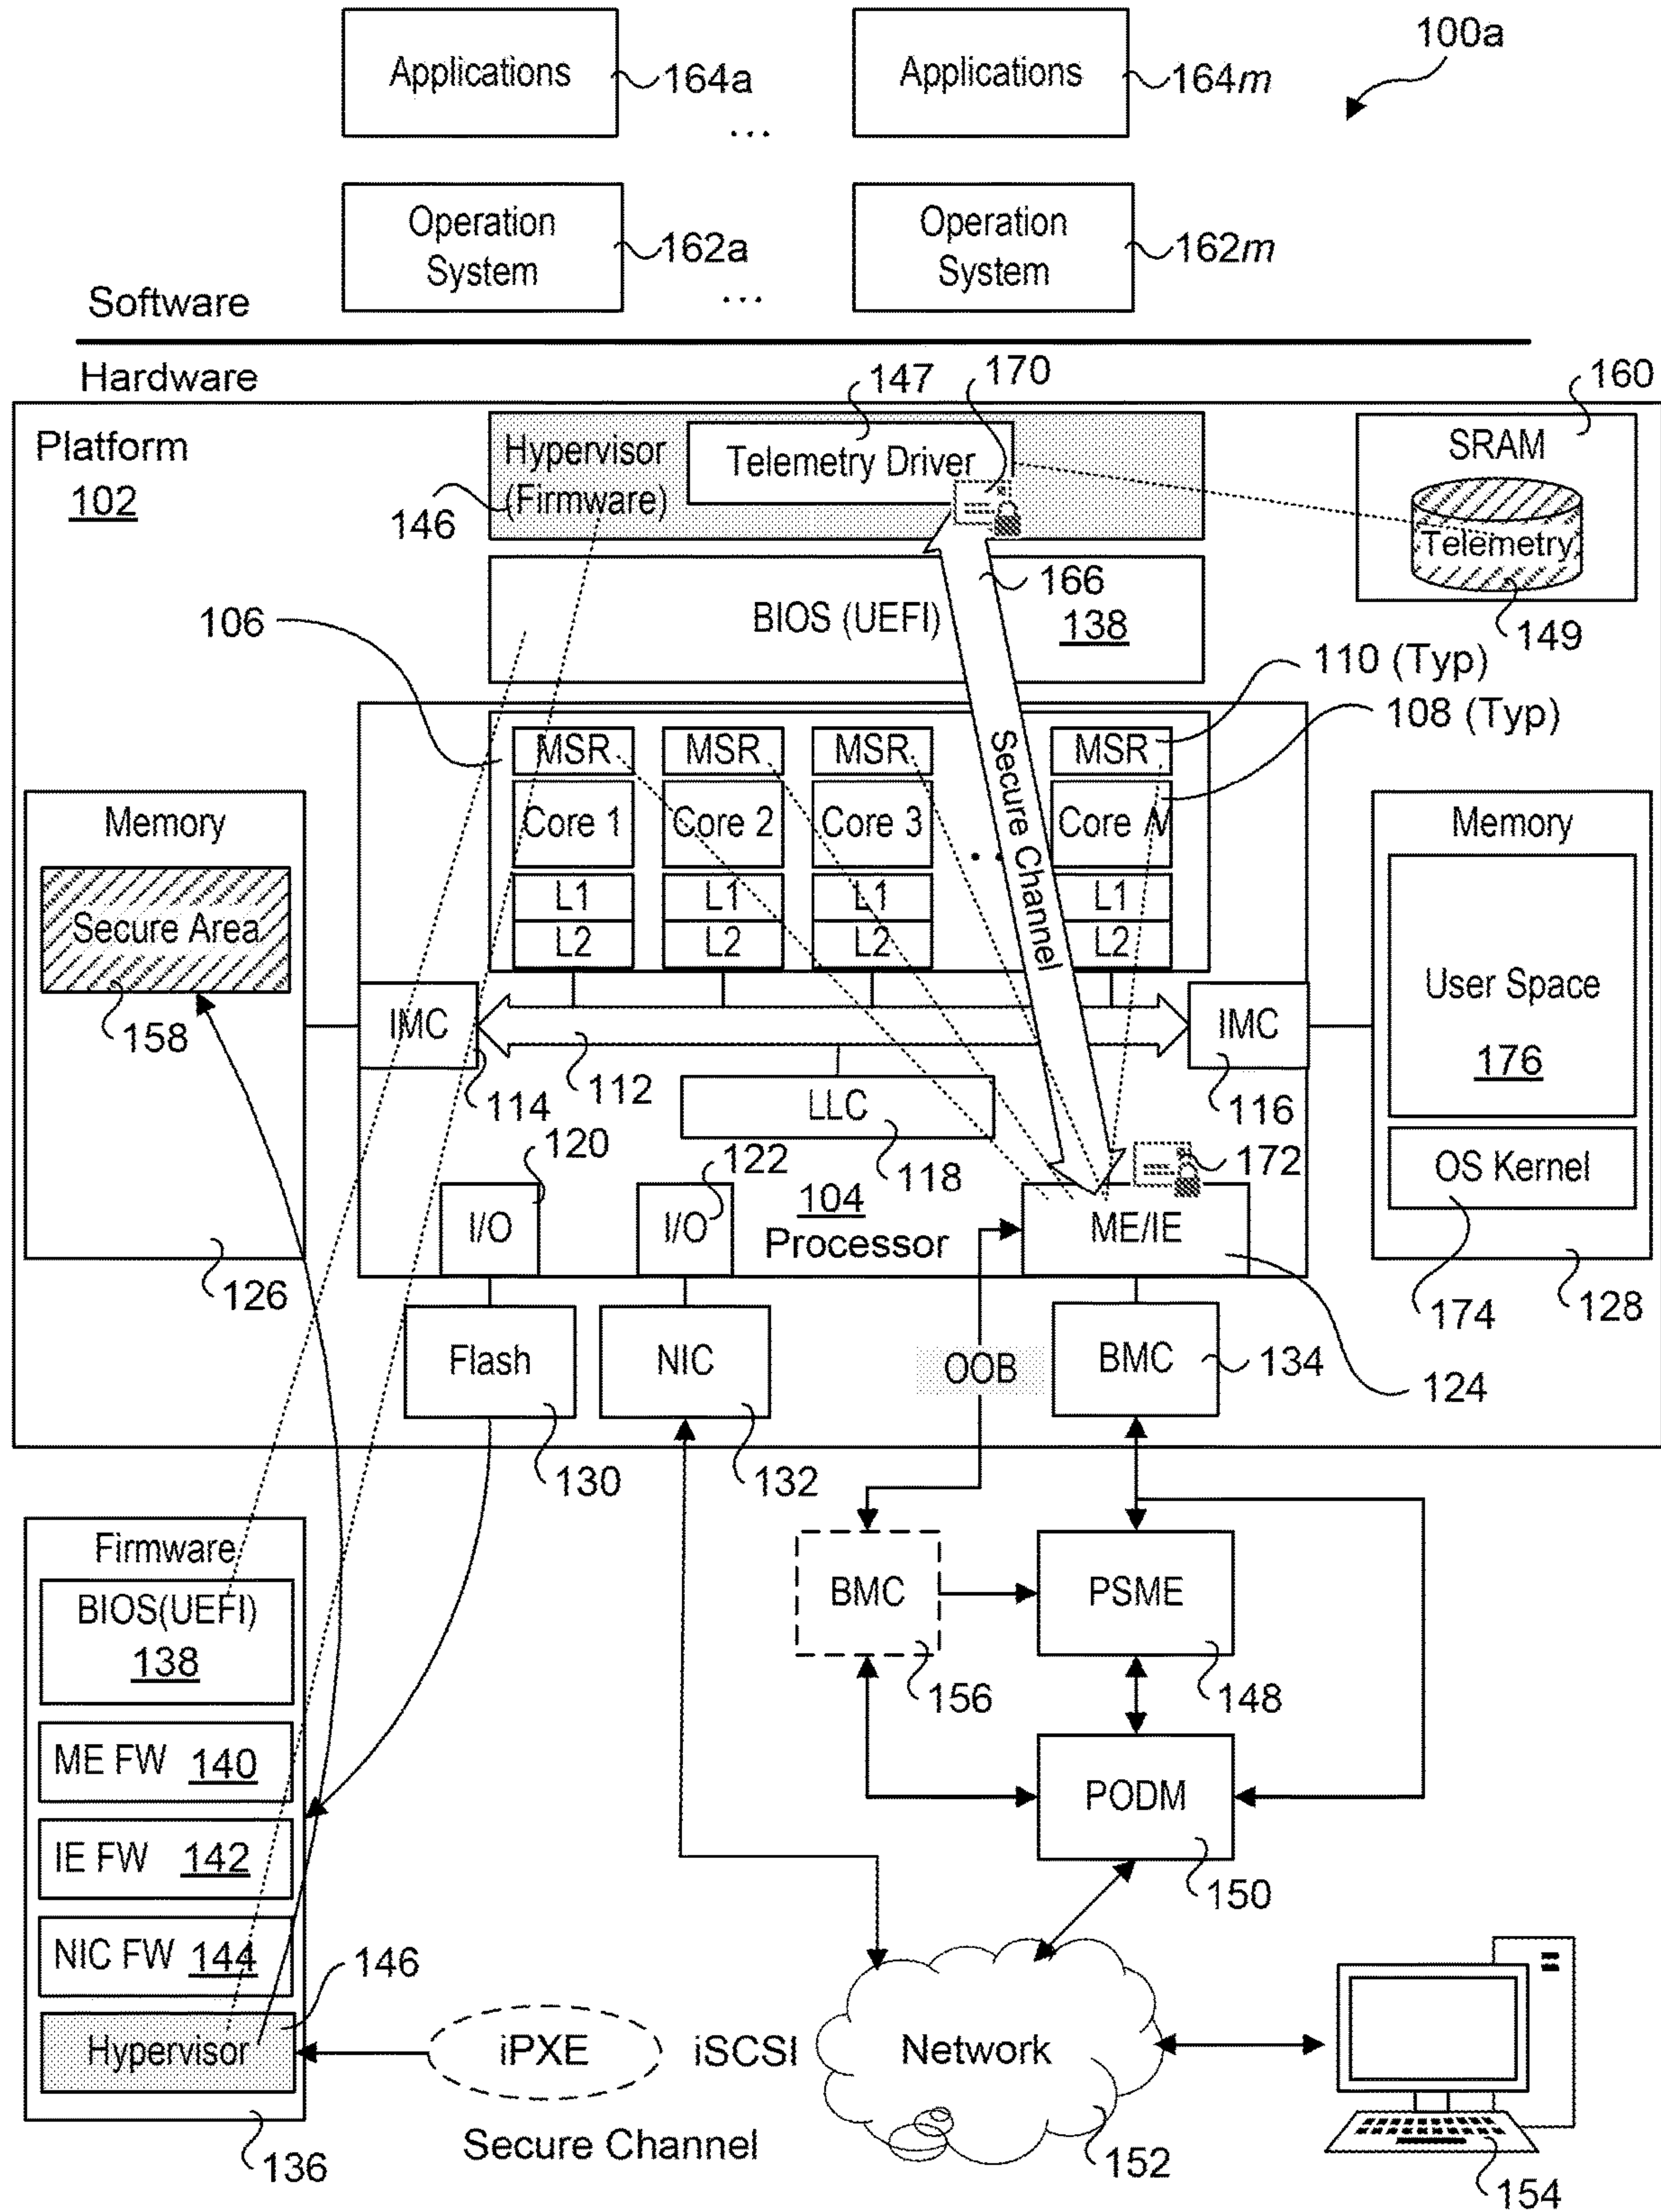 100a
Applications
164a
Applications
164m
...
Operation
System
162a
Operation
System
162m
...
Software
Hardware
147
170
160
Platform
102
Hypervisor
(Firmware)
146
Telemetry Driver
SRAM
Telemetry
149
166
BIOS (UEFI)
138
106
110 (Typ)
108 (Typ)
MSR
MSR
MSR
MSR
Core 1
Core 2
Core 3
Core N
L1
L1
L1
L1
L2
L2
L2
L2
Secure Channel
Memory
Secure Area
158
126
Memory
User Space
176
OS Kernel
174
128
IMC
114
112
IMC
116
LLC
118
120
122
172
I/O
I/O
104
Processor
ME/IE
124
Flash
130
NIC
132
OOB
BMC
134
Firmware
BIOS(UEFI)
138
ME FW 140
IE FW 142
NIC FW 144
146
Hypervisor
136
BMC
156
PSME
148
PODM
150
iPXE
iSCSI
Secure Channel
Network
152
154